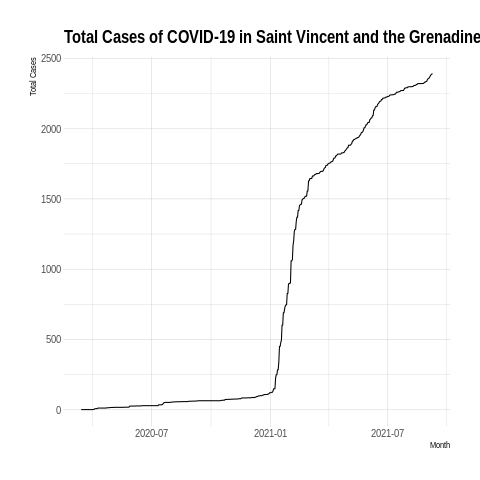 Total Cases of COVID-19 in Saint Vincent and the Grenadine
Total Cases
2500
2000
1500
1000
500
0
2020-07 2021-01 2021-07
Month